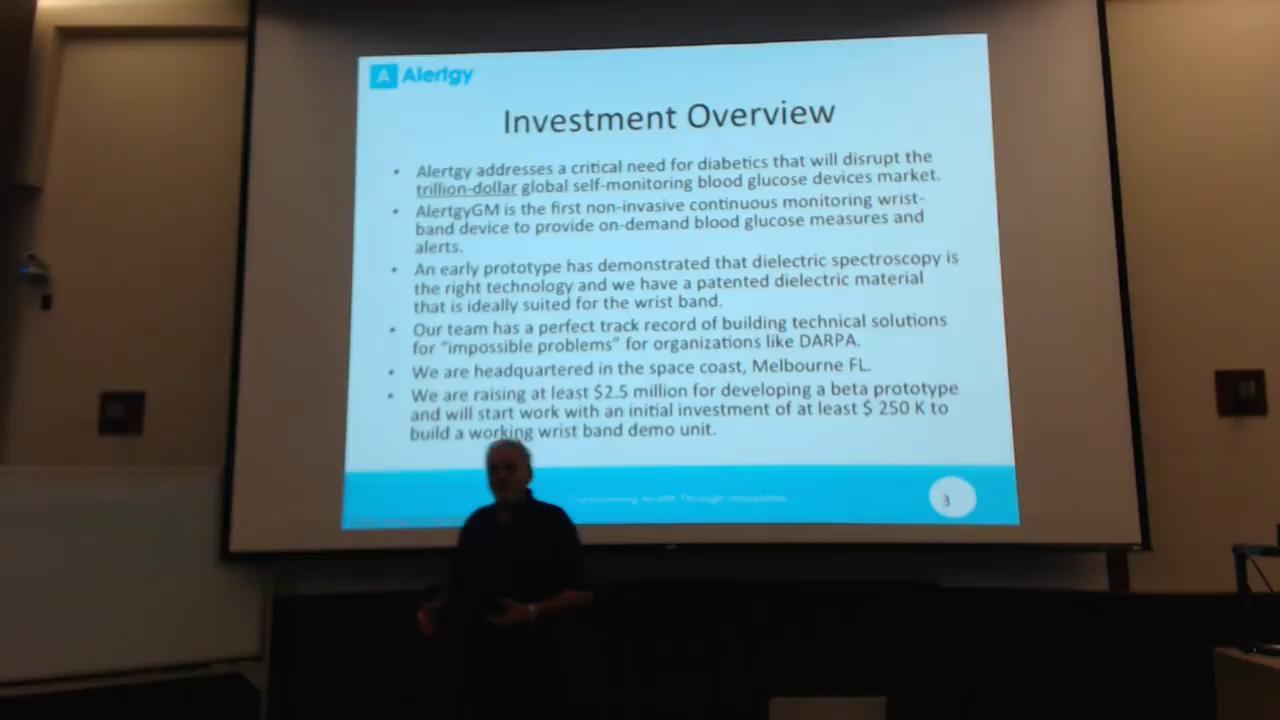 A Alertgy
Investment Overview
• Alertgy addresses a critical need for diabetics that will disrupt the
trillion-dollar global self-monitoring blood glucose devices market.
• AlertgyGM is the first non-invasive continuous monitoring wrist-
band device to provide on-demand blood glucose measures and
alerts.
• An early prototype has demonstrated that dielectric spectroscopy is
the right technology and we have a patented dielectric material
that is ideally suited for the wrist band.
• Our team has a perfect track record of building technical solutions
for “impossible problems” for organizations like DARPA.
• We are headquartered in the space coast, Melbourne FL.
• We are raising at least $2.5 million for developing a beta prototype
and will start work with an initial investment of at least $ 250 K to
build a working wrist band demo unit.
Transforming Health Through Innovation
3